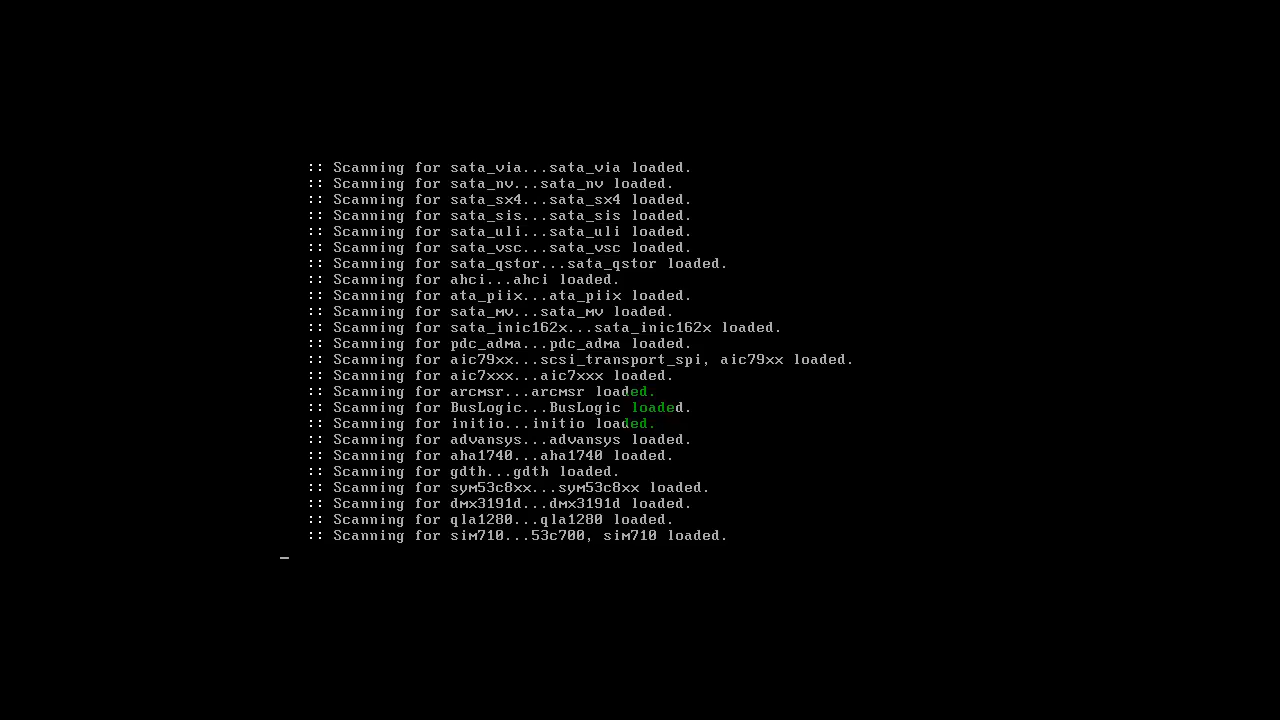 :: Scanning for sata_via...sata_via loaded.
:: Scanning for sata_nv...sata_nv loaded.
:: Scanning for sata_sx4...sata_sx4 loaded.
:: Scanning for sata_sis...sata_sis loaded.
:: Scanning for sata_uli...sata_uli loaded.
:: Scanning for sata_vsc...sata_vsc loaded.
:: Scanning for sata_qstor...sata_qstor loaded.
:: Scanning for ahci...ahci loaded.
:: Scanning for ata_piix...ata_piix loaded.
:: Scanning for sata_mv...sata_mv loaded.
:: Scanning for sata_inic162x...sata_inic162x loaded.
:: Scanning for pdc_adma...pdc_adma loaded.
:: Scanning for aic79xx...scsi_transport_spi, aic79xx loaded.
:: Scanning for aic7xxx...aic7xxx loaded.
:: Scanning for arcmsr...arcmsr loaded.
:: Scanning for BusLogic...BusLogic loaded.
:: Scanning for initio...initio loaded.
:: Scanning for advansys...advansys loaded.
:: Scanning for aha1740...aha1740 loaded.
:: Scanning for gdth...gdth loaded.
:: Scanning for sym53c8xx...sym53c8xx loaded.
:: Scanning for dmx3191d...dmx3191d loaded.
:: Scanning for qla1280...qla1280 loaded.
:: Scanning for sim710...53c700, sim710 loaded.